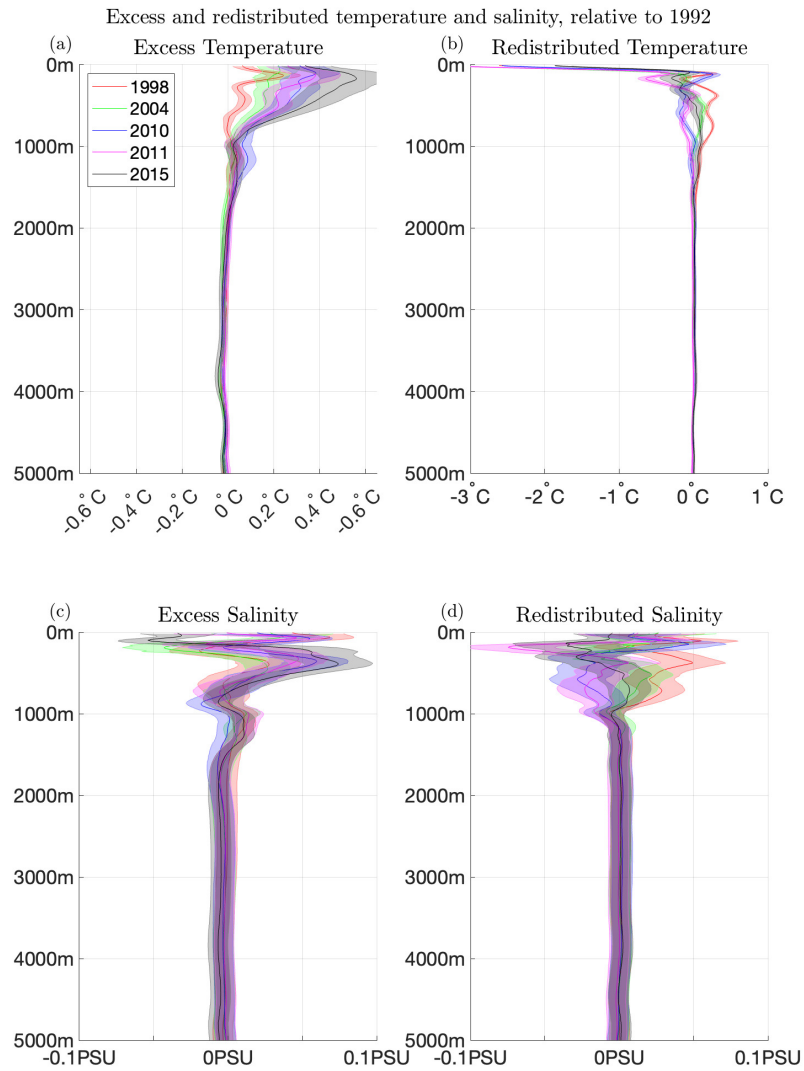 Excess and redistributed temperature and salinity, relative to 1992
(a) Excess Temperature
0m
1000m
2000m
3000m
4000m
5000m
1998
2004
2010
2011
2015
-0.6°C -0.4°C -0.2°C 0°C 0.2°C 0.4°C -0.6°C
(b) Redistributed Temperature
0m
1000m
2000m
3000m
4000m
5000m
-3°C -2°C -1°C 0°C 1°C
(c) Excess Salinity
0m
1000m
2000m
3000m
4000m
5000m
-0.1PSU 0PSU 0.1PSU
(d) Redistributed Salinity
0m
1000m
2000m
3000m
4000m
5000m
-0.1PSU 0PSU 0.1PSU